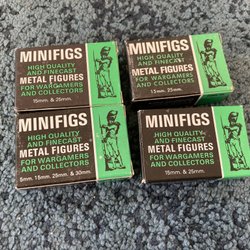 MINIFIGS
HIGH QUALITY
AND FINECAST
METAL FIGURES
FOR WARGAMERS
AND COLLECTORS
15mm & 25mm.
MINIFIGS
HIGH QUALITY
AND FINECAST
METAL FIGURES
FOR WARGAMERS
AND COLLECTORS
15mm. 25mm.
MINIFIGS
HIGH QUALITY
AND FINECAST
METAL FIGURES
FOR WARGAMERS
AND COLLECTORS
5mm. 15mm. 25mm. & 30mm.
MINIFIGS
HIGH QUALITY
AND FINECAST
METAL FIGURES
FOR WARGAMERS
AND COLLECTORS
15mm. & 25mm.